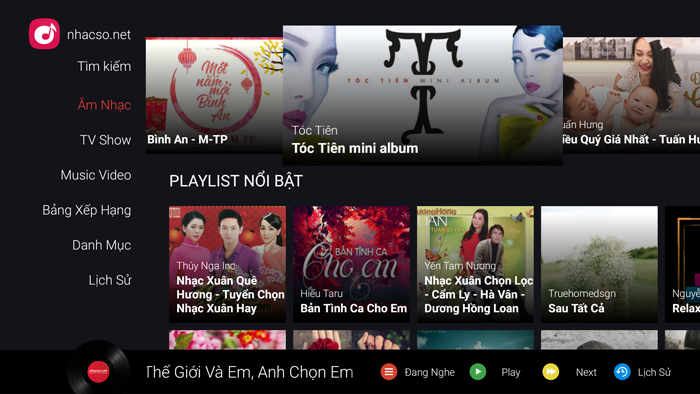 nhacso.net
Tìm kiếm
Âm Nhạc
TV Show
Music Video
Bảng Xếp Hạng
Danh Mục
Lịch Sử
Một
năm
mới
Bình
An
Bình An - M-TP
TÓC TIÊN MINI ALBUM
Tóc Tiên
Tóc Tiên mini album
uấn Hưng
iều Quý Giá Nhất - Tuấn Hư
PLAYLIST NỔI BẬT
Thúy Nga Inc
Nhạc Xuân Quê
Hương - Tuyển Chọn
Nhạc Xuân Hay
BẢN TÌNH CA
Cho em
Hiếu Taru
Bản Tình Ca Cho Em
Yến Tam Nương
Nhạc Xuân Chọn Lọc
- Cẩm Ly - Hà Vân -
Dương Hồng Loan
Truehomedsgn
Sau Tất Cả
Nguyễ
Relax
nhacso.net
Thế Giới Và Em, Anh Chọn Em
Đang Nghe
Play
Next
Lịch Sử